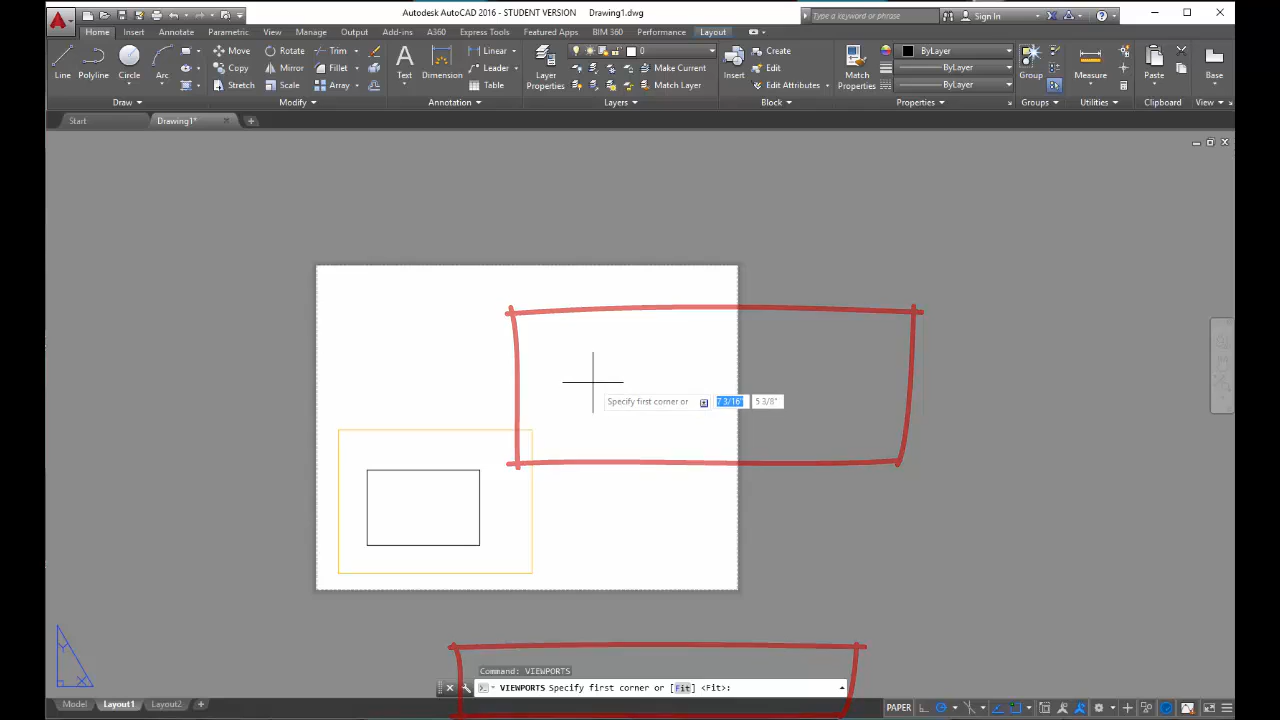 Autodesk AutoCAD 2016 - STUDENT VERSION Drawing1.dwg Type a keyword or phrase Sign In
Home Insert Annotate Parametric View Manage Output Add-ins A360 Express Tools Featured Apps BIM 360 Performance Layout
Line Polyline Circle Arc Move Rotate Trim Text Dimension Linear Layer Properties 0 Insert Create Match Properties ByLayer Group Measure Paste Base
Copy Mirror Fillet Leader Make Current Edit ByLayer
Stretch Scale Array Table Match Layer Edit Attributes ByLayer
Draw Modify Annotation Layers Block Properties Groups Utilities Clipboard View
Start Drawing1*
Specify first corner or 7 3/16" 5 3/8"
Y
X
Command: VIEWPORTS
VIEWPORTS Specify first corner or [Fit] <Fit>:
Model Layout1 Layout2 PAPER